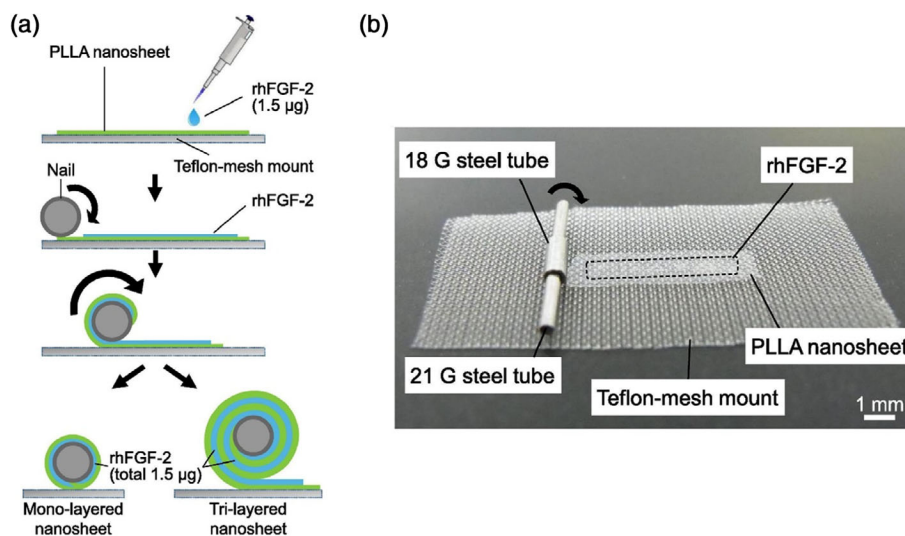 (a)
PLLA nanosheet
rhFGF-2
(1.5 µg)
Teflon-mesh mount
Nail
rhFGF-2
rhFGF-2
(total 1.5 µg)
Mono-layered
nanosheet
Tri-layered
nanosheet
(b)
18 G steel tube
rhFGF-2
PLLA nanosheet
21 G steel tube
Teflon-mesh mount
1 mm